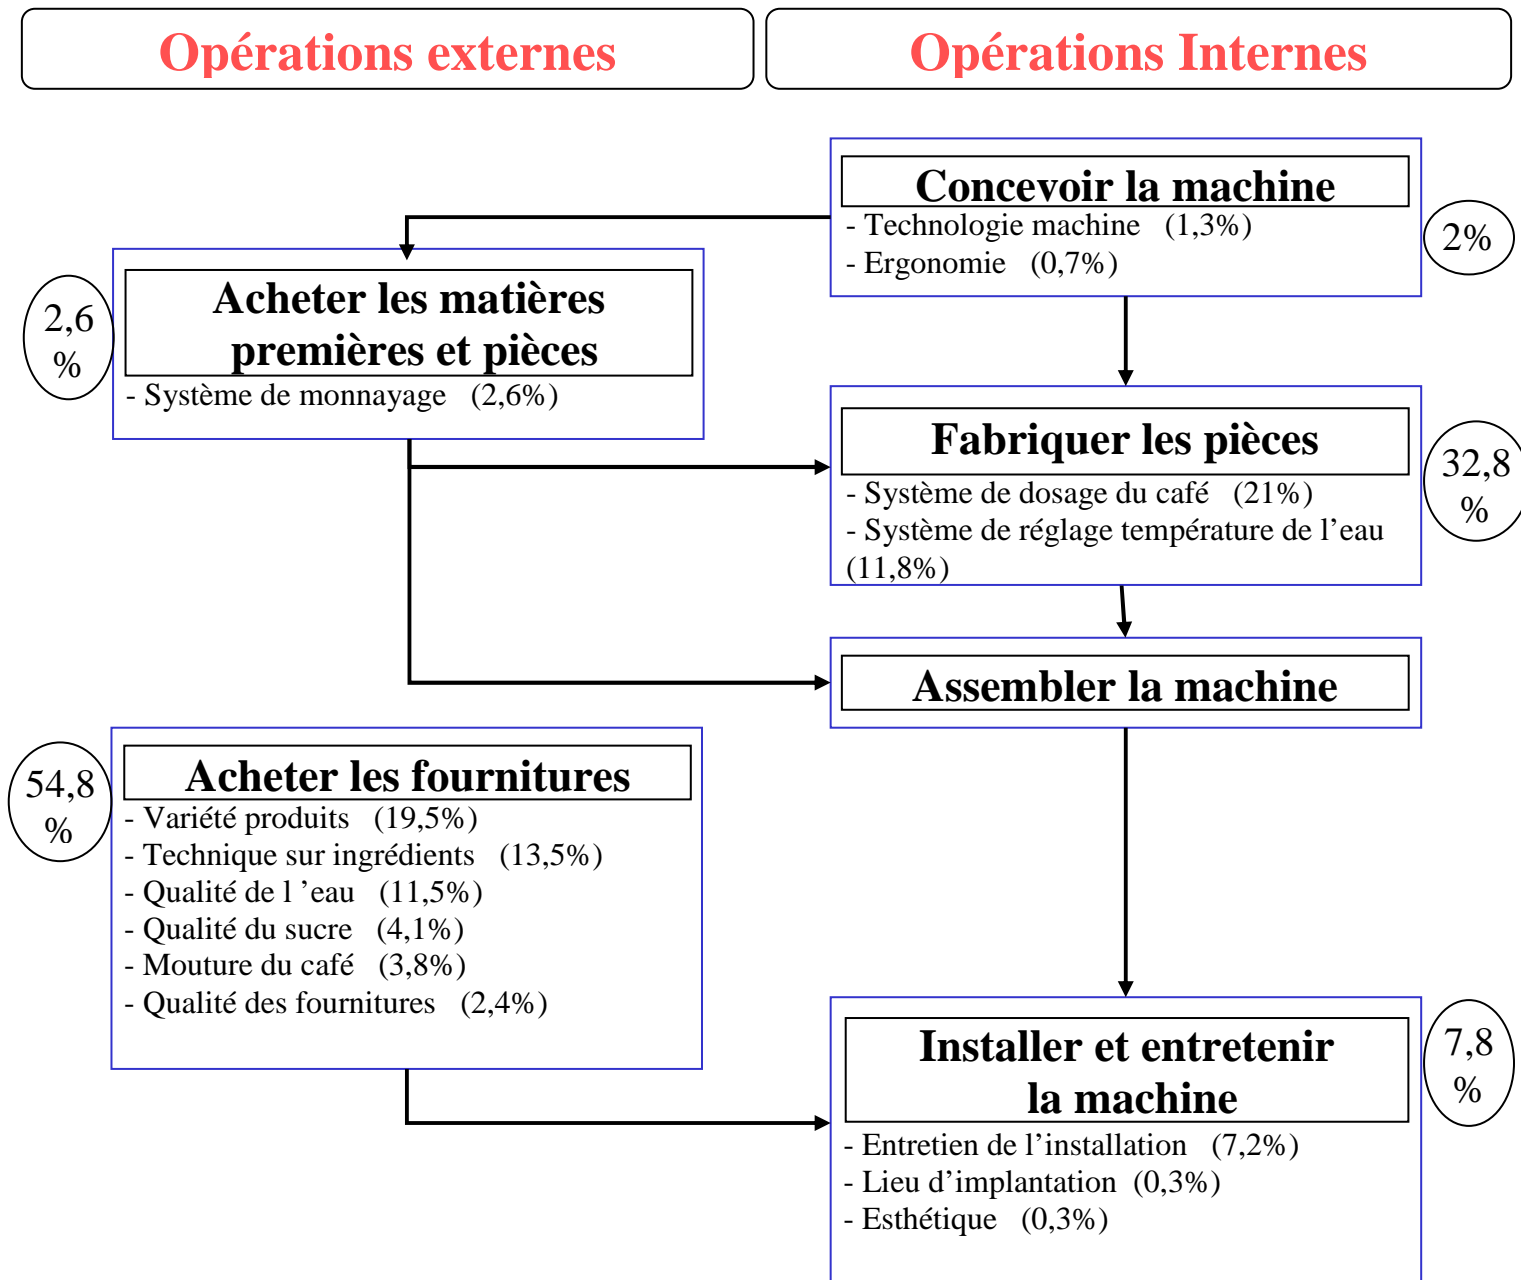 Opérations externes
Opérations Internes
Concevoir la machine
- Technologie machine (1,3%)
- Ergonomie (0,7%)
2%
Acheter les matières
premières et pièces
- Système de monnayage (2,6%)
2,6
%
Fabriquer les pièces
- Système de dosage du café (21%)
- Système de réglage température de l’eau
(11,8%)
32,8
%
Assembler la machine
Acheter les fournitures
- Variété produits (19,5%)
- Technique sur ingrédients (13,5%)
- Qualité de l ’eau (11,5%)
- Qualité du sucre (4,1%)
- Mouture du café (3,8%)
- Qualité des fournitures (2,4%)
54,8
%
Installer et entretenir
la machine
- Entretien de l’installation (7,2%)
- Lieu d’implantation (0,3%)
- Esthétique (0,3%)
7,8
%